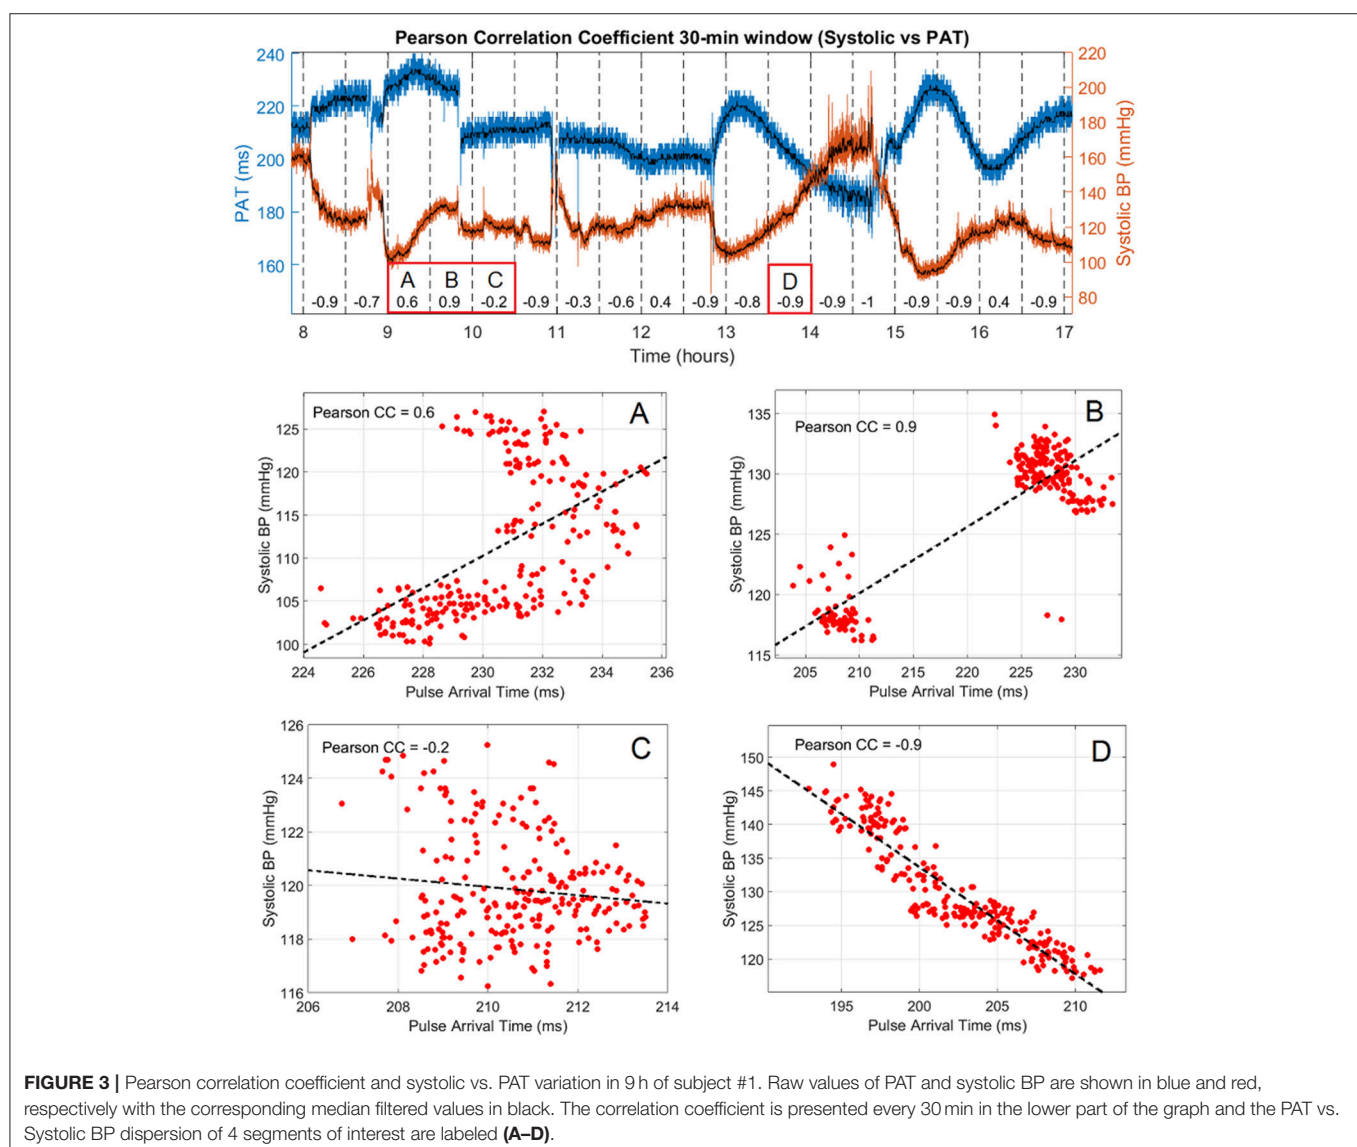 Pearson Correlation Coefficient 30-min window (Systolic vs PAT)
240
220
200
180
160
PAT (ms)
220
200
180
160
140
120
100
80
Systolic BP (mmHg)
A B C D
-0.9 -0.7 0.6 0.9 -0.2 -0.9 -0.3 -0.6 0.4 -0.9 -0.8 -0.9 -0.9 -1 -0.9 -0.9 0.4 -0.9
8 9 10 11 12 13 14 15 16 17
Time (hours)
Pearson CC = 0.6
A
125
120
115
110
105
100
Systolic BP (mmHg)
224 226 228 230 232 234 236
Pulse Arrival Time (ms)
Pearson CC = 0.9
B
135
130
125
120
115
Systolic BP (mmHg)
205 210 215 220 225 230
Pulse Arrival Time (ms)
Pearson CC = -0.2
C
126
124
122
120
118
116
Systolic BP (mmHg)
206 208 210 212 214
Pulse Arrival Time (ms)
Pearson CC = -0.9
D
150
145
140
135
130
125
120
Systolic BP (mmHg)
195 200 205 210
Pulse Arrival Time (ms)
FIGURE 3 | Pearson correlation coefficient and systolic vs. PAT variation in 9 h of subject #1. Raw values of PAT and systolic BP are shown in blue and red,
respectively with the corresponding median filtered values in black. The correlation coefficient is presented every 30 min in the lower part of the graph and the PAT vs.
Systolic BP dispersion of 4 segments of interest are labeled (A–D).